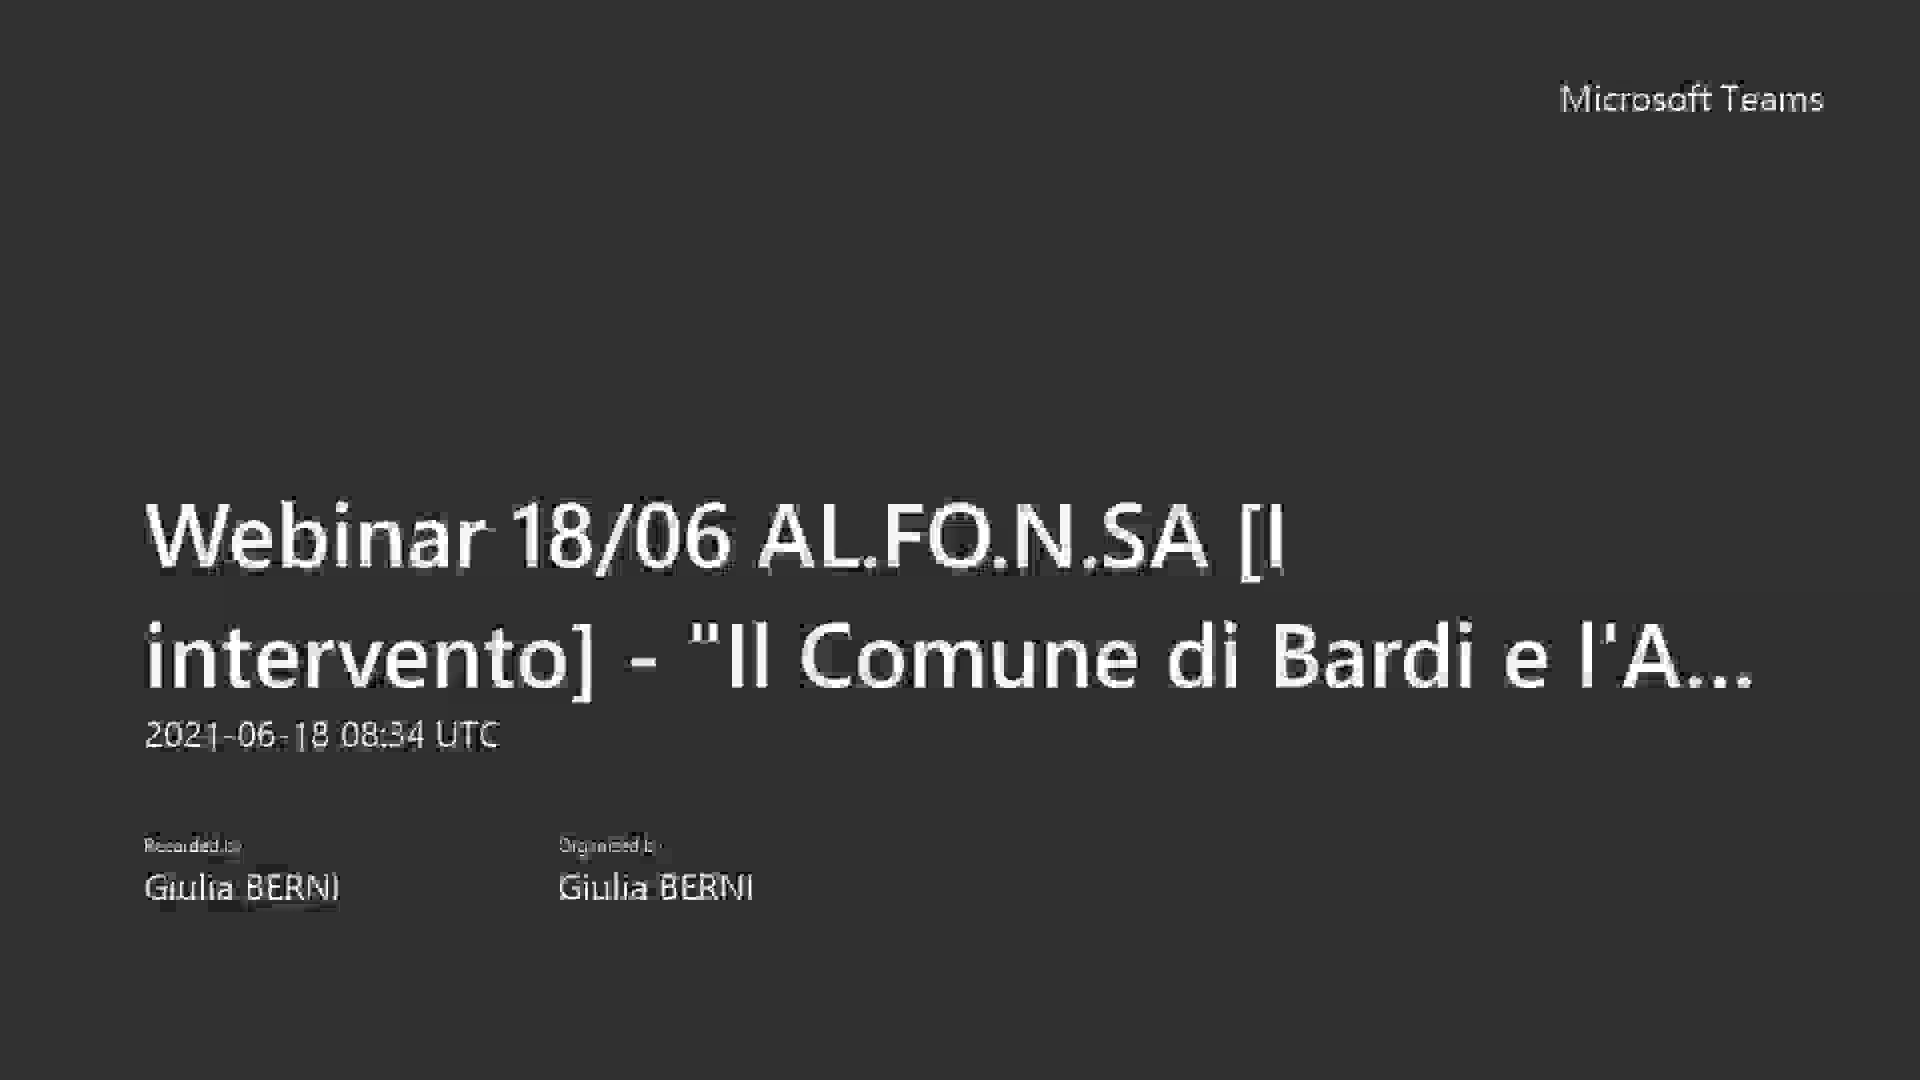 Microsoft Teams
Webinar 18/06 AL.FO.N.SA [I
intervento] - "Il Comune di Bardi e l'A...
2021-06-18 08:34 UTC
Recorded by
Organized by
Giulia BERNI
Giulia BERNI